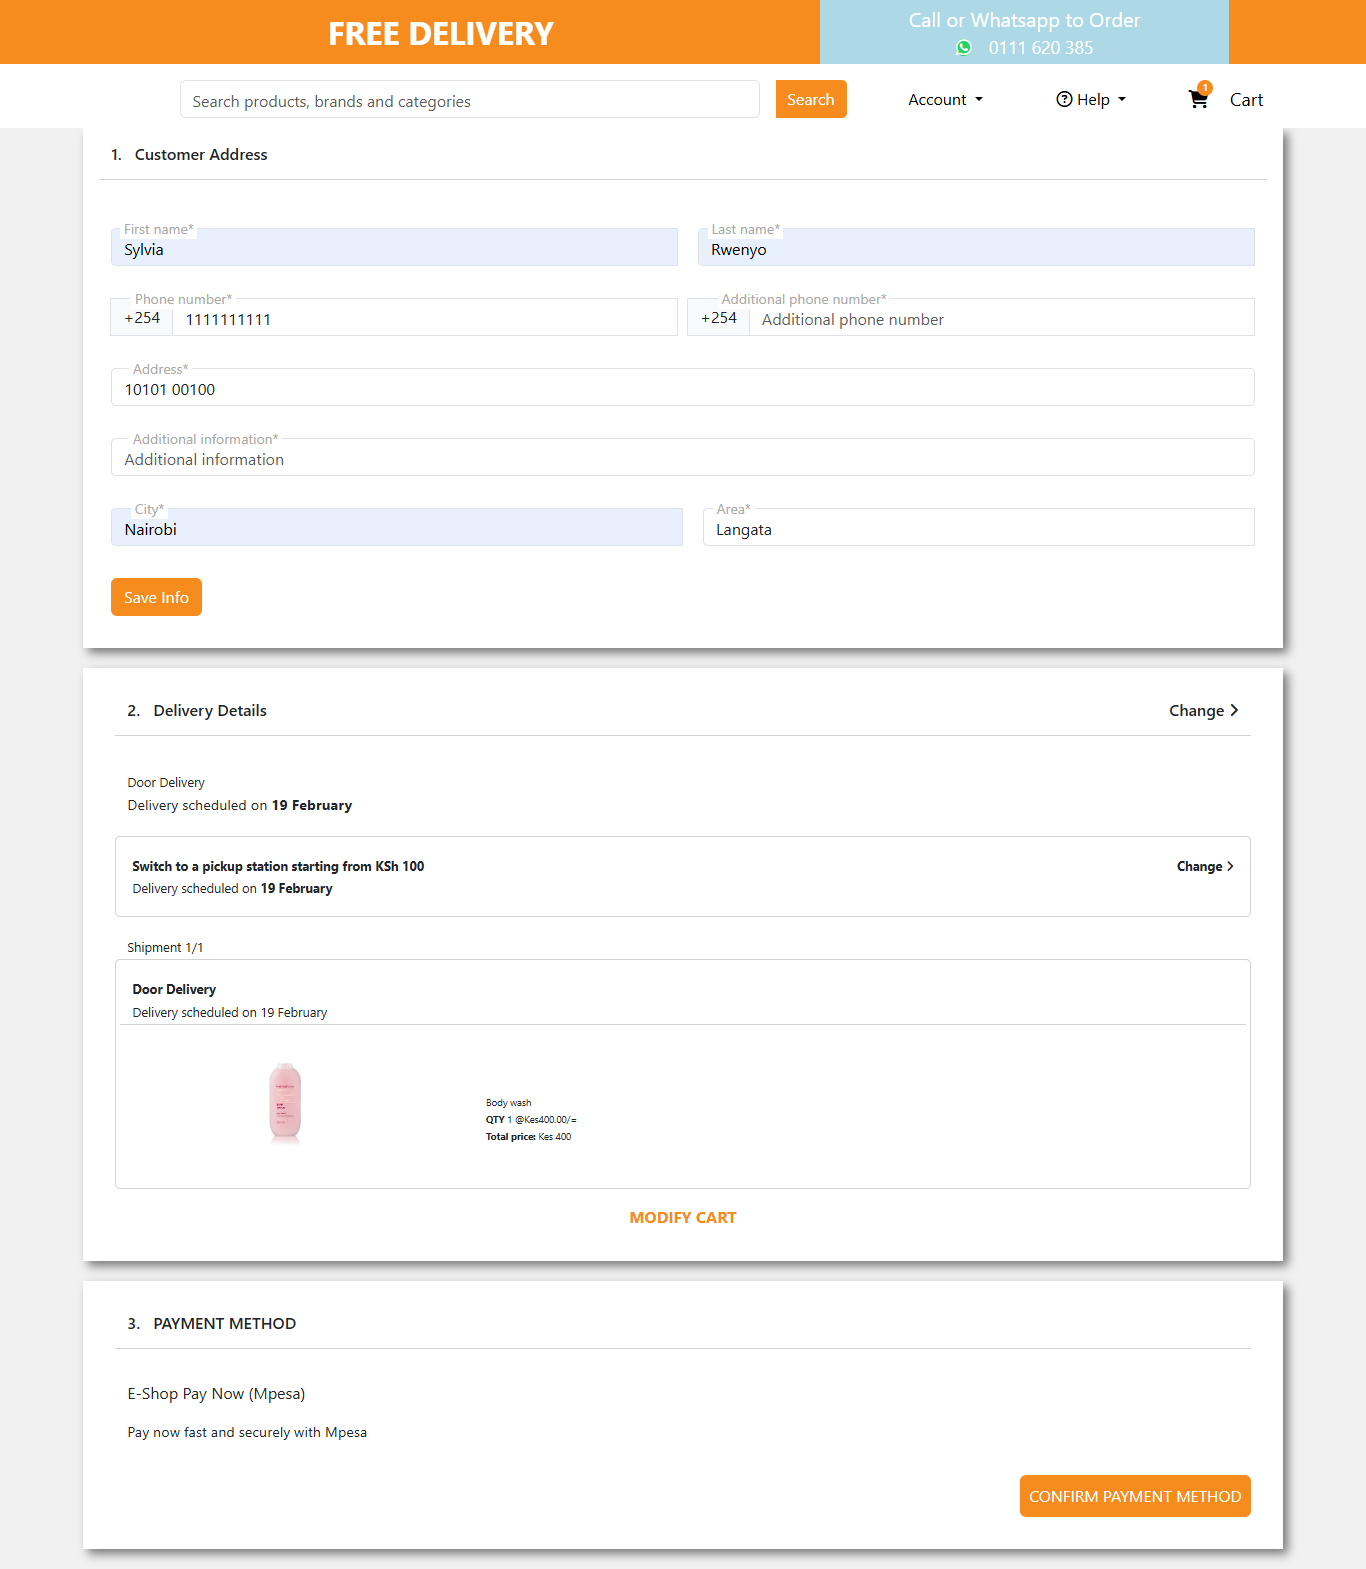 FREE DELIVERY
Call or Whatsapp to Order
0111 620 385
Search products, brands and categories
Search
Account
Help
1
Cart
1. Customer Address
First name*
Sylvia
Last name*
Rwenyo
Phone number*
+254 1111111111
Additional phone number*
+254 Additional phone number
Address*
10101 00100
Additional information*
Additional information
City*
Nairobi
Area*
Langata
Save Info
2. Delivery Details
Change
Door Delivery
Delivery scheduled on 19 February
Switch to a pickup station starting from KSh 100
Change
Delivery scheduled on 19 February
Shipment 1/1
Door Delivery
Delivery scheduled on 19 February
Body wash
QTY 1 @Kes400.00/=
Total price: Kes 400
MODIFY CART
3. PAYMENT METHOD
E-Shop Pay Now (Mpesa)
Pay now fast and securely with Mpesa
CONFIRM PAYMENT METHOD